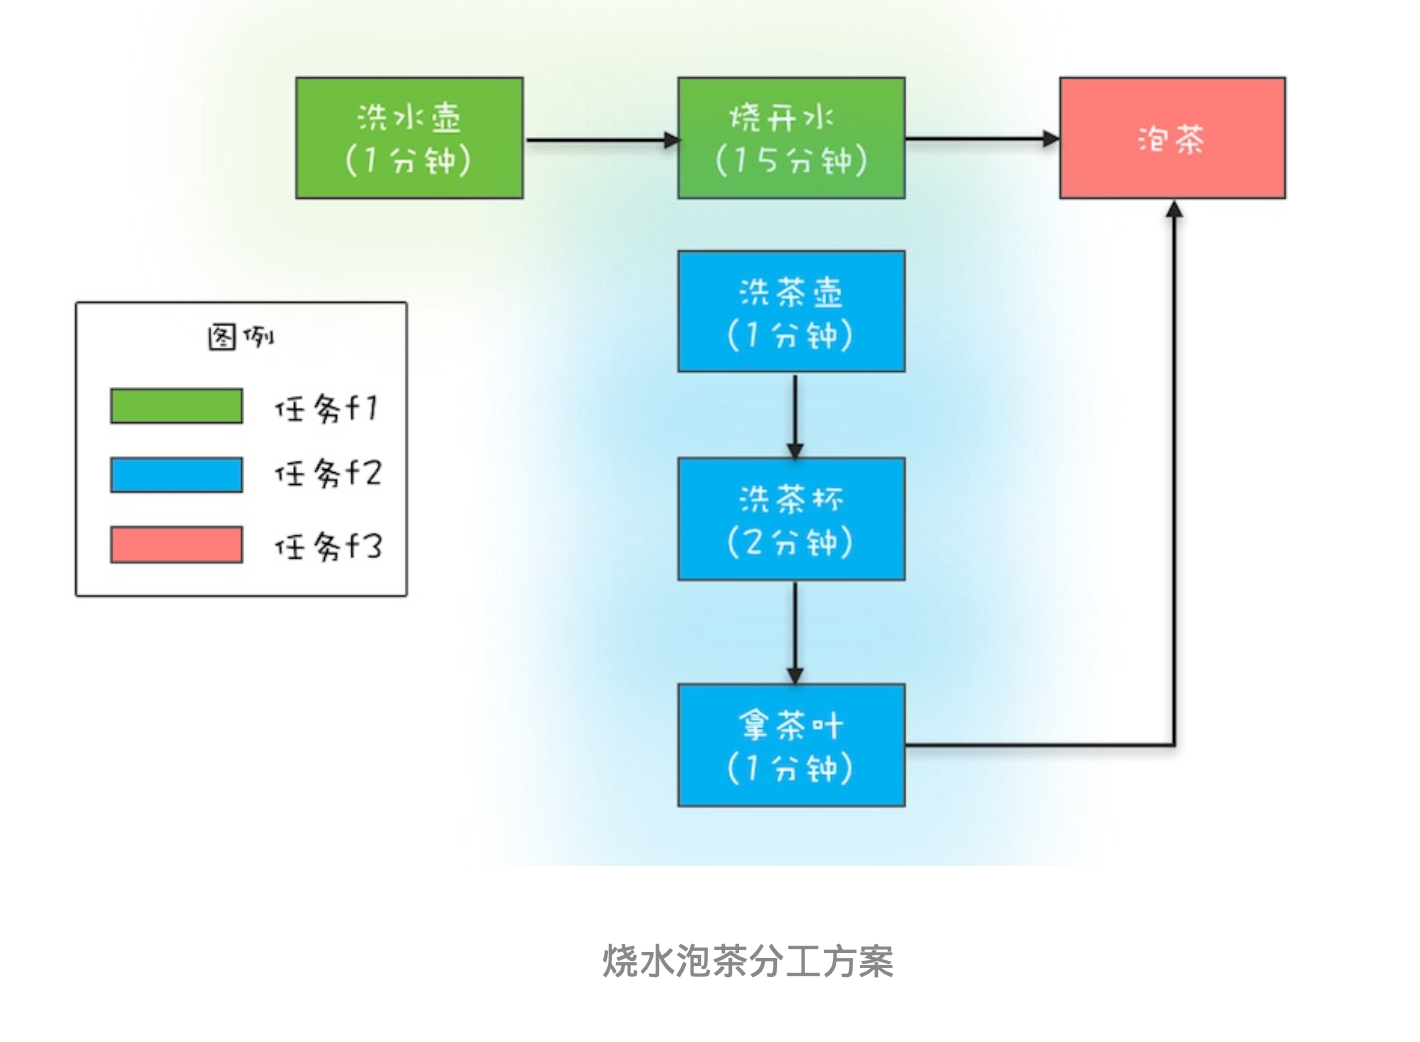 洗水壶
(1分钟)
烧开水
(15分钟)
泡茶
洗茶壶
(1分钟)
洗茶杯
(2分钟)
拿茶叶
(1分钟)
图例
任务f1
任务f2
任务f3
烧水泡茶分工方案